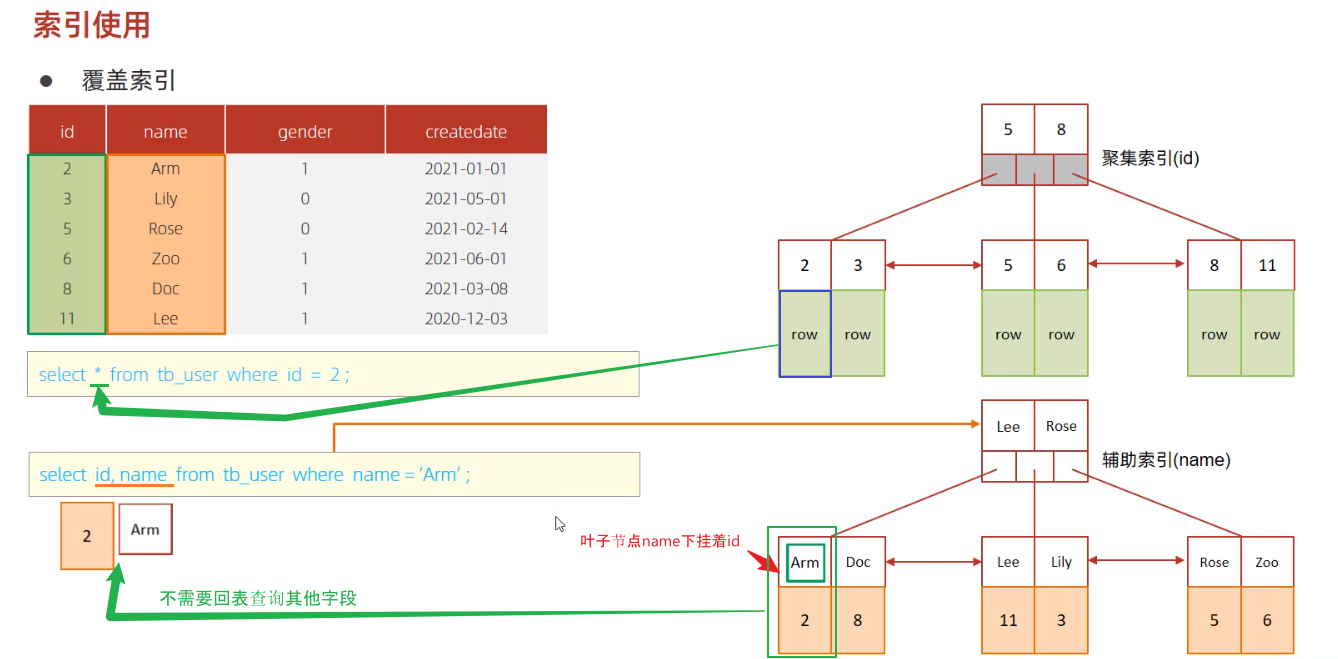 索引使用
● 覆盖索引
id name gender createdate
2 Arm 1 2021-01-01
3 Lily 0 2021-05-01
5 Rose 0 2021-02-14
6 Zoo 1 2021-06-01
8 Doc 1 2021-03-08
11 Lee 1 2020-12-03
select * from tb_user where id = 2 ;
select id, name from tb_user where name = ‘Arm’ ;
2 Arm
不需要回表查询其他字段
5 8
聚集索引(id)
2 3 5 6 8 11
row row row row row row
Lee Rose
辅助索引(name)
叶子节点name下挂着id
Arm Doc Lee Lily Rose Zoo
2 8 11 3 5 6